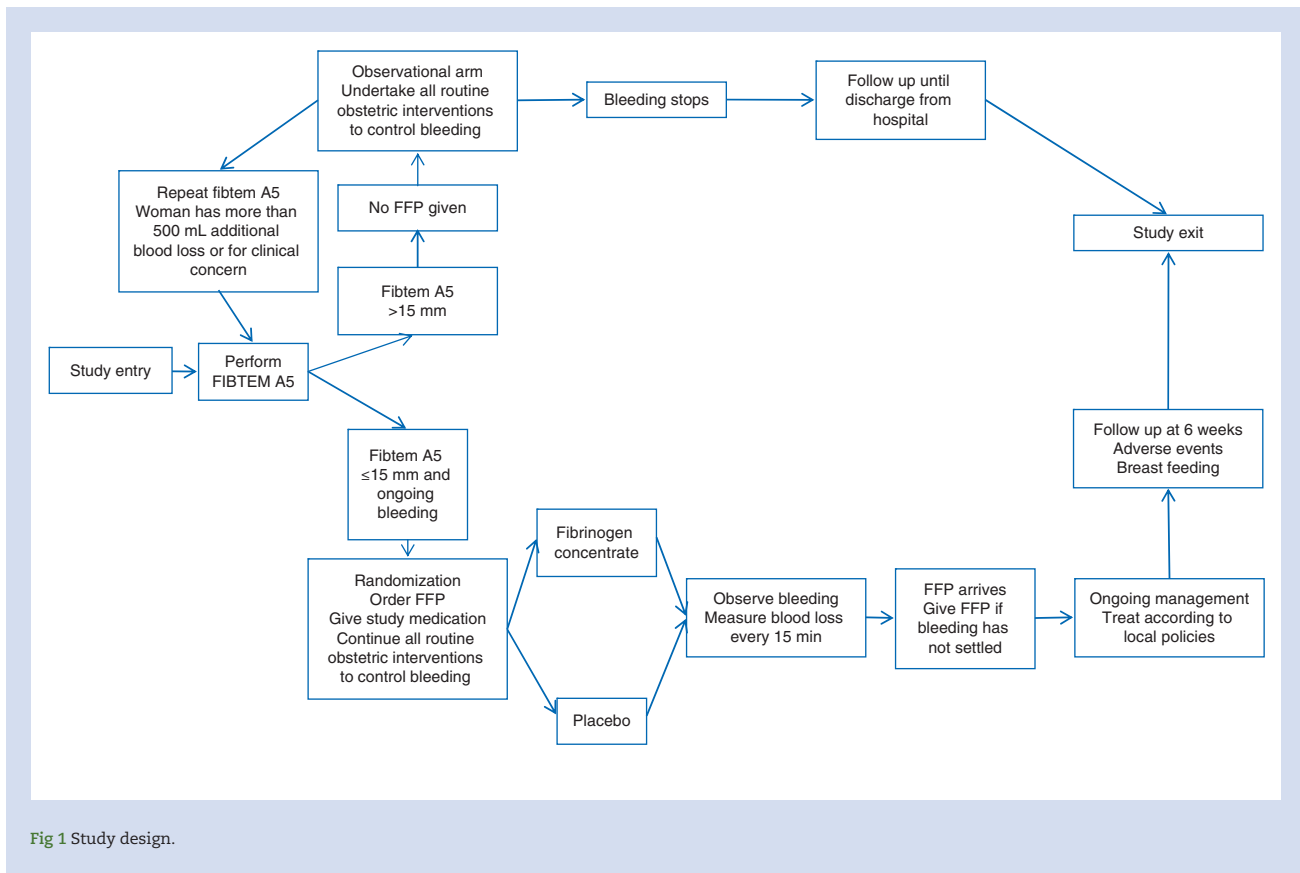 Observational arm
Undertake all routine
obstetric interventions
to control bleeding
Bleeding stops
Follow up until
discharge from
hospital
Repeat fibtem A5
Woman has more than
500 mL additional
blood loss or for clinical
concern
No FFP given
Study exit
Fibtem A5
>15 mm
Study entry
Perform
FIBTEM A5
Fibtem A5
≤15 mm and
ongoing
bleeding
Follow up at 6 weeks
Adverse events
Breast feeding
Fibrinogen
concentrate
Randomization
Order FFP
Give study medication
Continue all routine
obstetric interventions
to control bleeding
Observe bleeding
Measure blood loss
every 15 min
FFP arrives
Give FFP if
bleeding has
not settled
Ongoing management
Treat according to
local policies
Placebo
Fig 1 Study design.